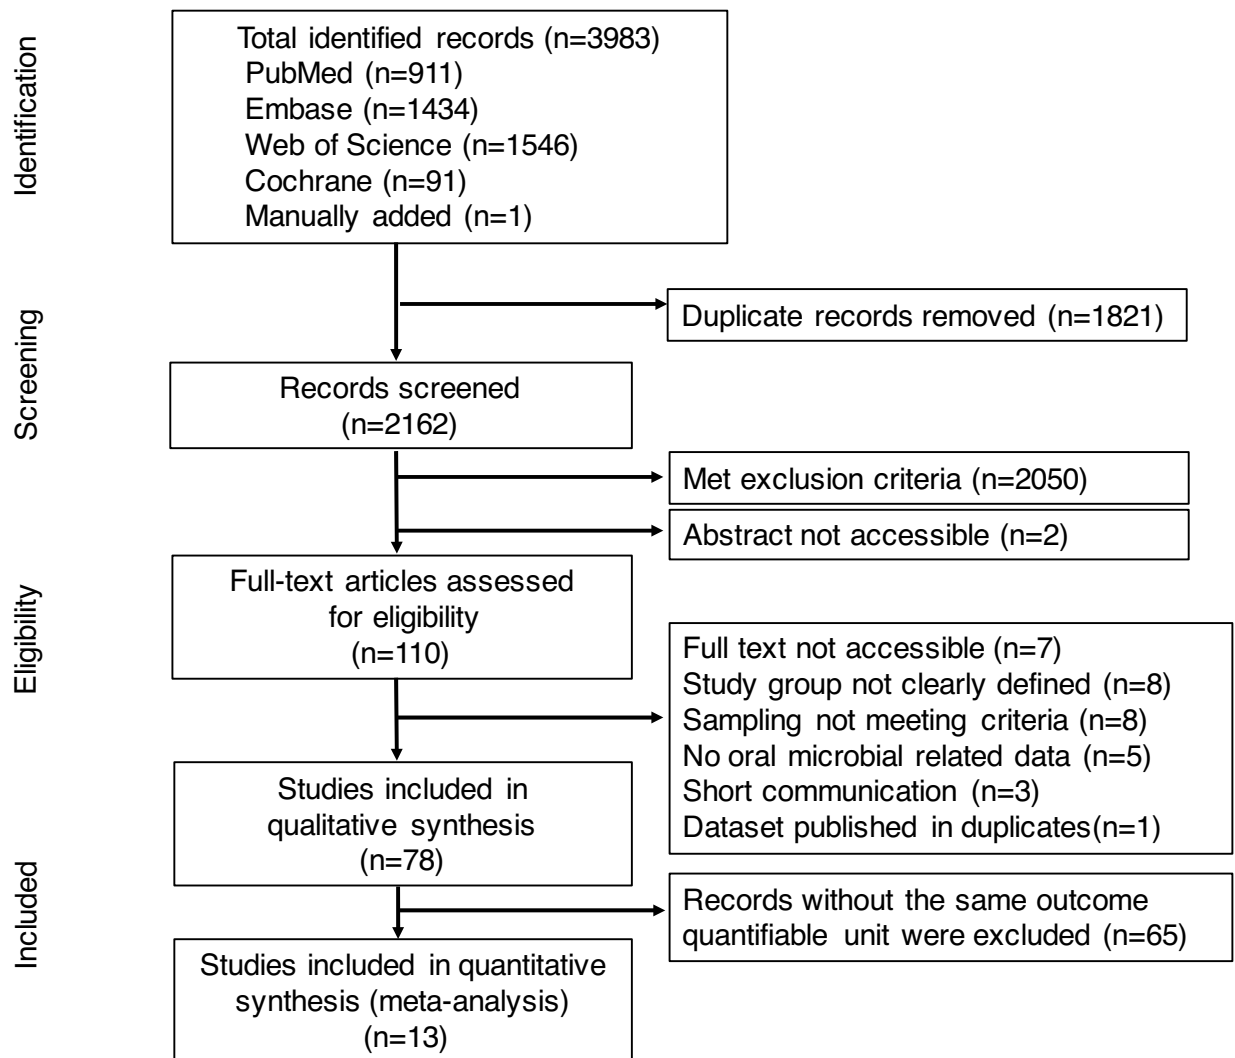 Identification
Total identified records (n=3983)
PubMed (n=911)
Embase (n=1434)
Web of Science (n=1546)
Cochrane (n=91)
Manually added (n=1)
Duplicate records removed (n=1821)
Screening
Records screened
(n=2162)
Met exclusion criteria (n=2050)
Abstract not accessible (n=2)
Eligibility
Full-text articles assessed
for eligibility
(n=110)
Full text not accessible (n=7)
Study group not clearly defined (n=8)
Sampling not meeting criteria (n=8)
No oral microbial related data (n=5)
Short communication (n=3)
Dataset published in duplicates(n=1)
Studies included in
qualitative synthesis
(n=78)
Included
Records without the same outcome
quantifiable unit were excluded (n=65)
Studies included in quantitative
synthesis (meta-analysis)
(n=13)